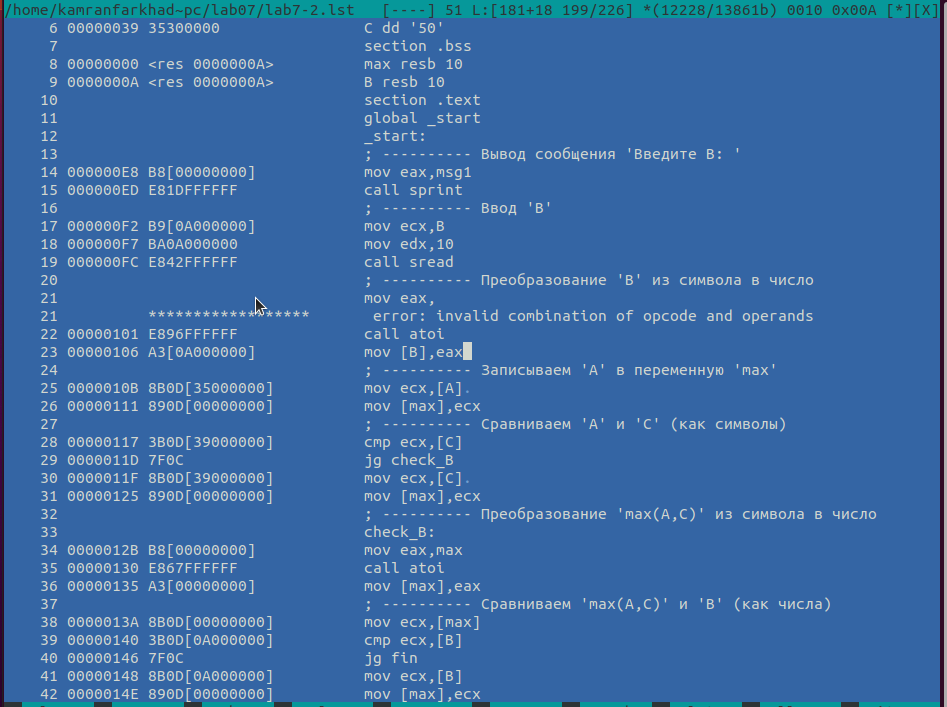 /home/kamranfarkhad~pc/lab07/lab7-2.lst [----] 51 L:[181+18 199/226] *(12228/13861b) 0010 0x00A [*][X]
6 00000039 35300000 C dd '50'
7 section .bss
8 00000000 <res 0000000A> max resb 10
9 0000000A <res 0000000A> B resb 10
10 section .text
11 global _start
12 _start:
13 ; ---------- Вывод сообщения 'Введите B: '
14 000000E8 B8[00000000] mov eax,msg1
15 000000ED E81DFFFFFF call sprint
16 ; ---------- Ввод 'B'
17 000000F2 B9[0A000000] mov ecx,B
18 000000F7 BA0A000000 mov edx,10
19 000000FC E842FFFFFF call sread
20 ; ---------- Преобразование 'B' из символа в число
21 mov eax,
21 ****************** error: invalid combination of opcode and operands
22 00000101 E896FFFFFF call atoi
23 00000106 A3[0A000000] mov [B],eax
24 ; ---------- Записываем 'A' в переменную 'max'
25 0000010B 8B0D[35000000] mov ecx,[A].
26 00000111 890D[00000000] mov [max],ecx
27 ; ---------- Сравниваем 'A' и 'С' (как символы)
28 00000117 3B0D[39000000] cmp ecx,[C]
29 0000011D 7F0C jg check_B
30 0000011F 8B0D[39000000] mov ecx,[C].
31 00000125 890D[00000000] mov [max],ecx
32 ; ---------- Преобразование 'max(A,C)' из символа в число
33 check_B:
34 0000012B B8[00000000] mov eax,max
35 00000130 E867FFFFFF call atoi
36 00000135 A3[00000000] mov [max],eax
37 ; ---------- Сравниваем 'max(A,C)' и 'B' (как числа)
38 0000013A 8B0D[00000000] mov ecx,[max]
39 00000140 3B0D[0A000000] cmp ecx,[B]
40 00000146 7F0C jg fin
41 00000148 8B0D[0A000000] mov ecx,[B]
42 0000014E 890D[00000000] mov [max],ecx